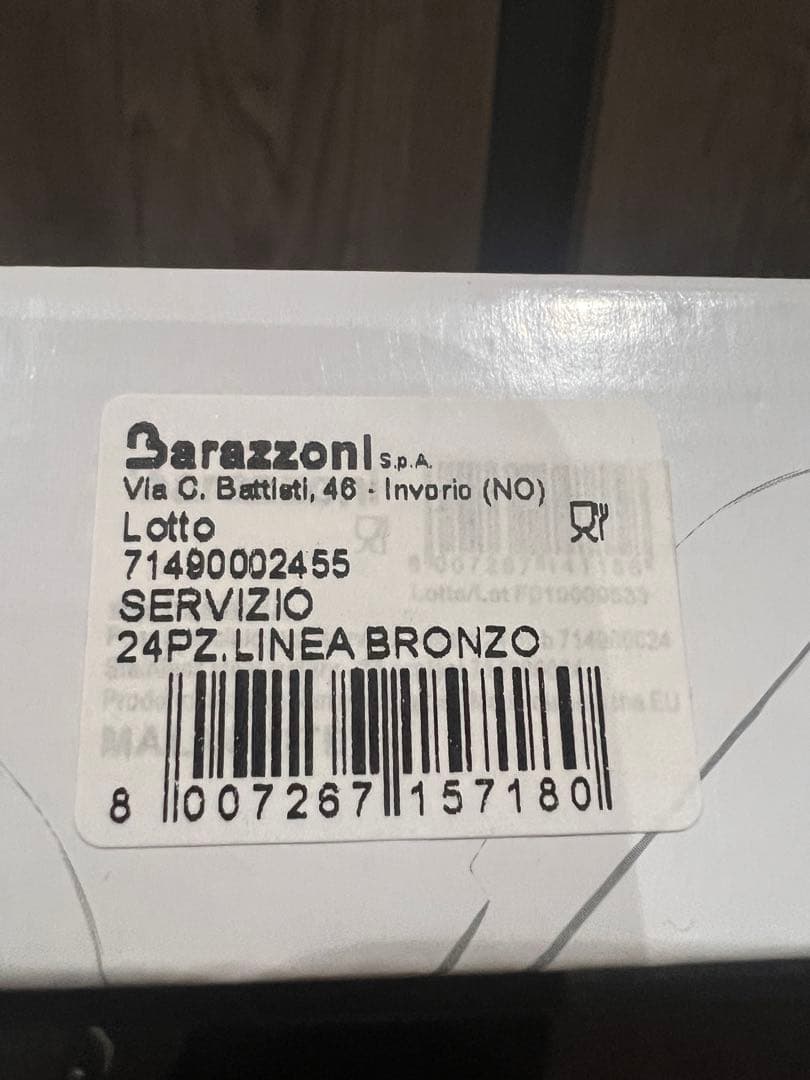 Barazzoni S.p.A.
Via C. Battisti, 46 - Invorio (NO)
Lotto
71490002455
SERVIZIO
24PZ. LINEA BRONZO
8 007267 157180